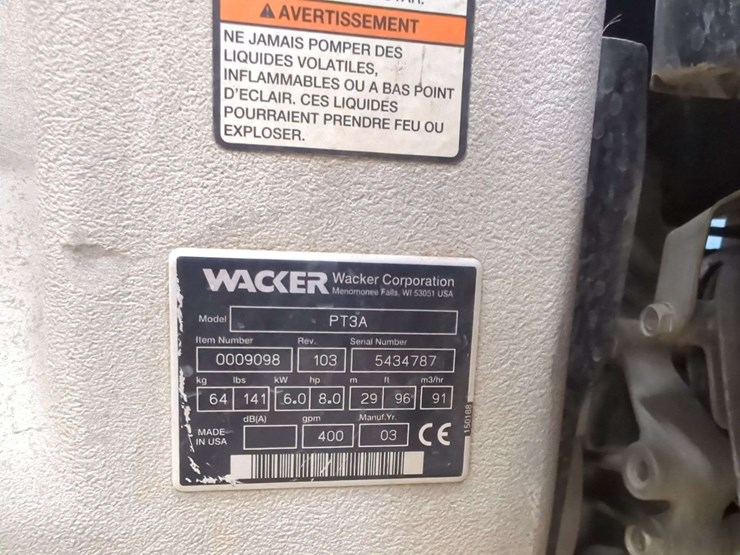 AVERTISSEMENT
NE JAMAIS POMPER DES
LIQUIDES VOLATILES,
INFLAMMABLES OU A BAS POINT
D'ECLAIR. CES LIQUIDES
POURRAIENT PRENDRE FEU OU
EXPLOSER.
WACKER Wacker Corporation
Menomonee Falls, WI 53051 USA
Model PT3A
Item Number Rev. Serial Number
0009098 103 5434787
kg lbs kW hp m ft m3/hr
64 141 6.0 8.0 29 96 91
dB(A) gpm Manuf.Yr.
MADE
IN USA 400 03 CE
150188